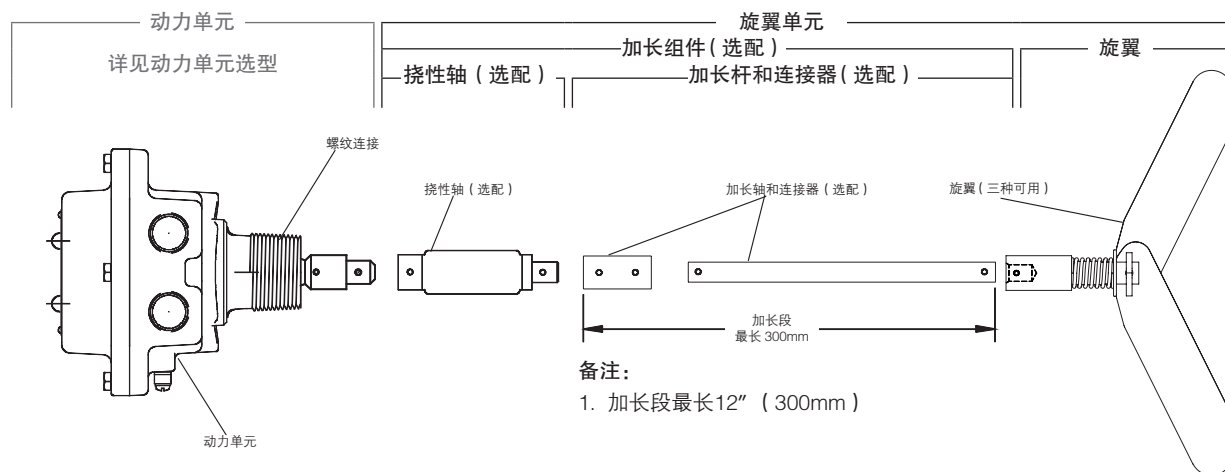 动力单元
详见动力单元选型
旋翼单元
加长组件（选配）
旋翼
挠性轴（选配）
加长杆和连接器（选配）
螺纹连接
挠性轴（选配）
加长轴和连接器（选配）
旋翼（三种可用）
加长段
最长 300mm
备注：
1. 加长段最长12″（300mm）
动力单元